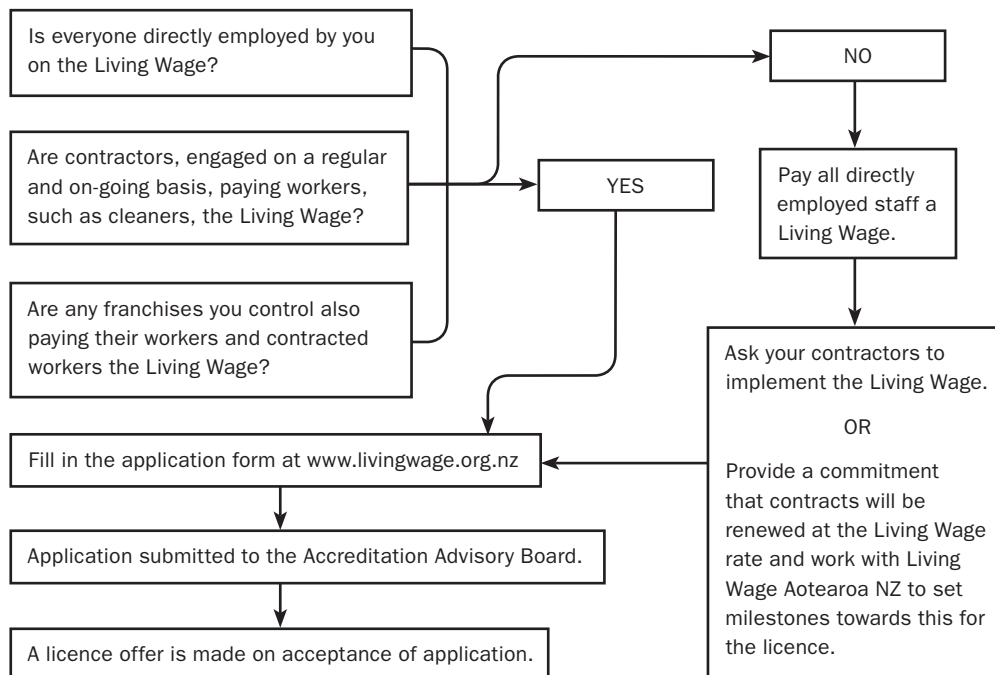 Is everyone directly employed by you
on the Living Wage?
Are contractors, engaged on a regular
and on-going basis, paying workers,
such as cleaners, the Living Wage?
Are any franchises you control also
paying their workers and contracted
workers the Living Wage?
YES
NO
Pay all directly
employed staff a
Living Wage.
Ask your contractors to
implement the Living Wage.
OR
Provide a commitment
that contracts will be
renewed at the Living Wage
rate and work with Living
Wage Aotearoa NZ to set
milestones towards this for
the licence.
Fill in the application form at www.livingwage.org.nz
Application submitted to the Accreditation Advisory Board.
A licence offer is made on acceptance of application.